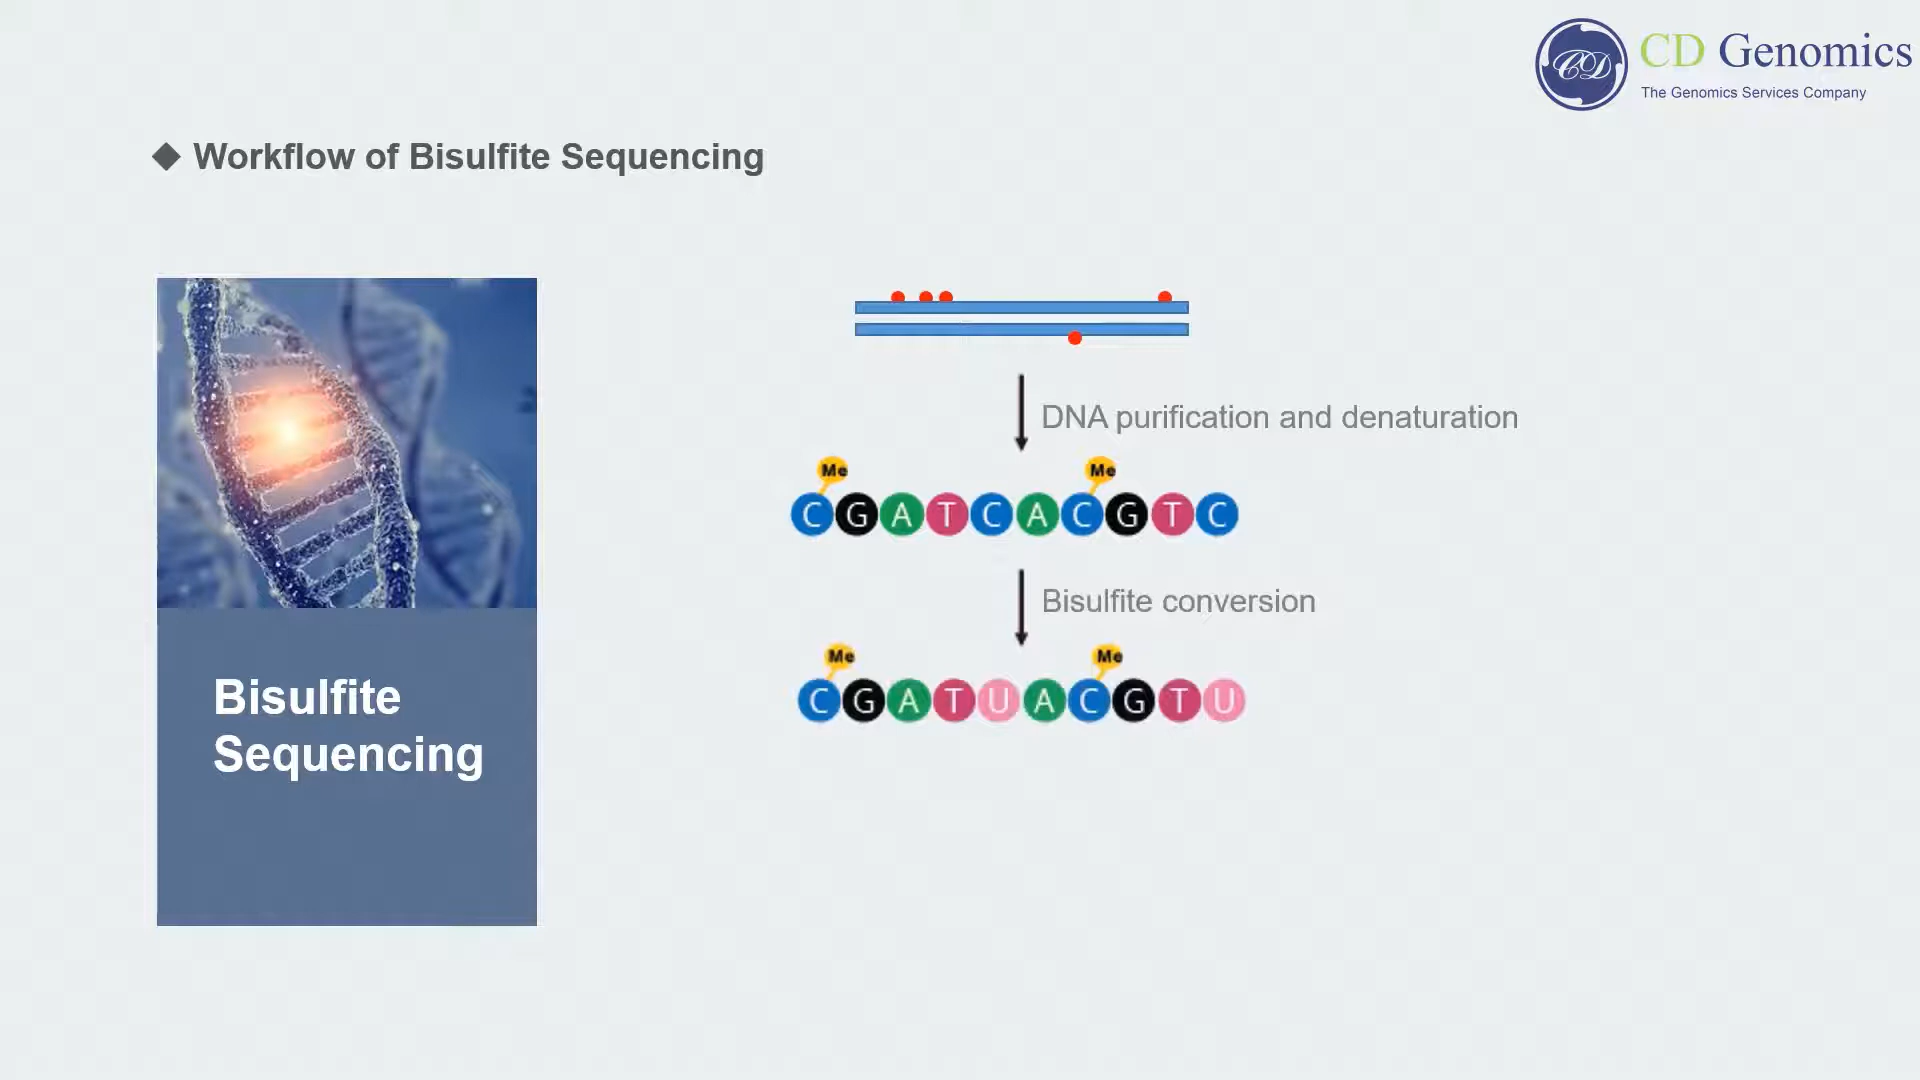 CD Genomics
The Genomics Services Company
◆ Workflow of Bisulfite Sequencing
DNA purification and denaturation
Me Me
C G A T C A C G T C
Bisulfite conversion
Me Me
C G A T U A C G T U
Bisulfite
Sequencing